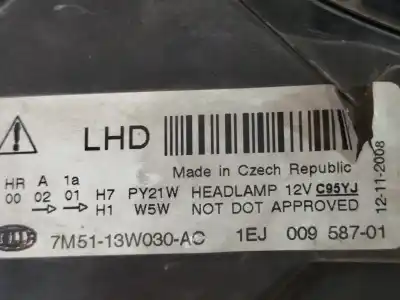 LHD
Made in Czech Republic
HR A 1a H7 PY21W HEADLAMP 12V C95YJ
00 02 01 H1 W5W NOT DOT APPROVED
7M51-13W030-AC 1EJ 009 587-01
12-11-2008